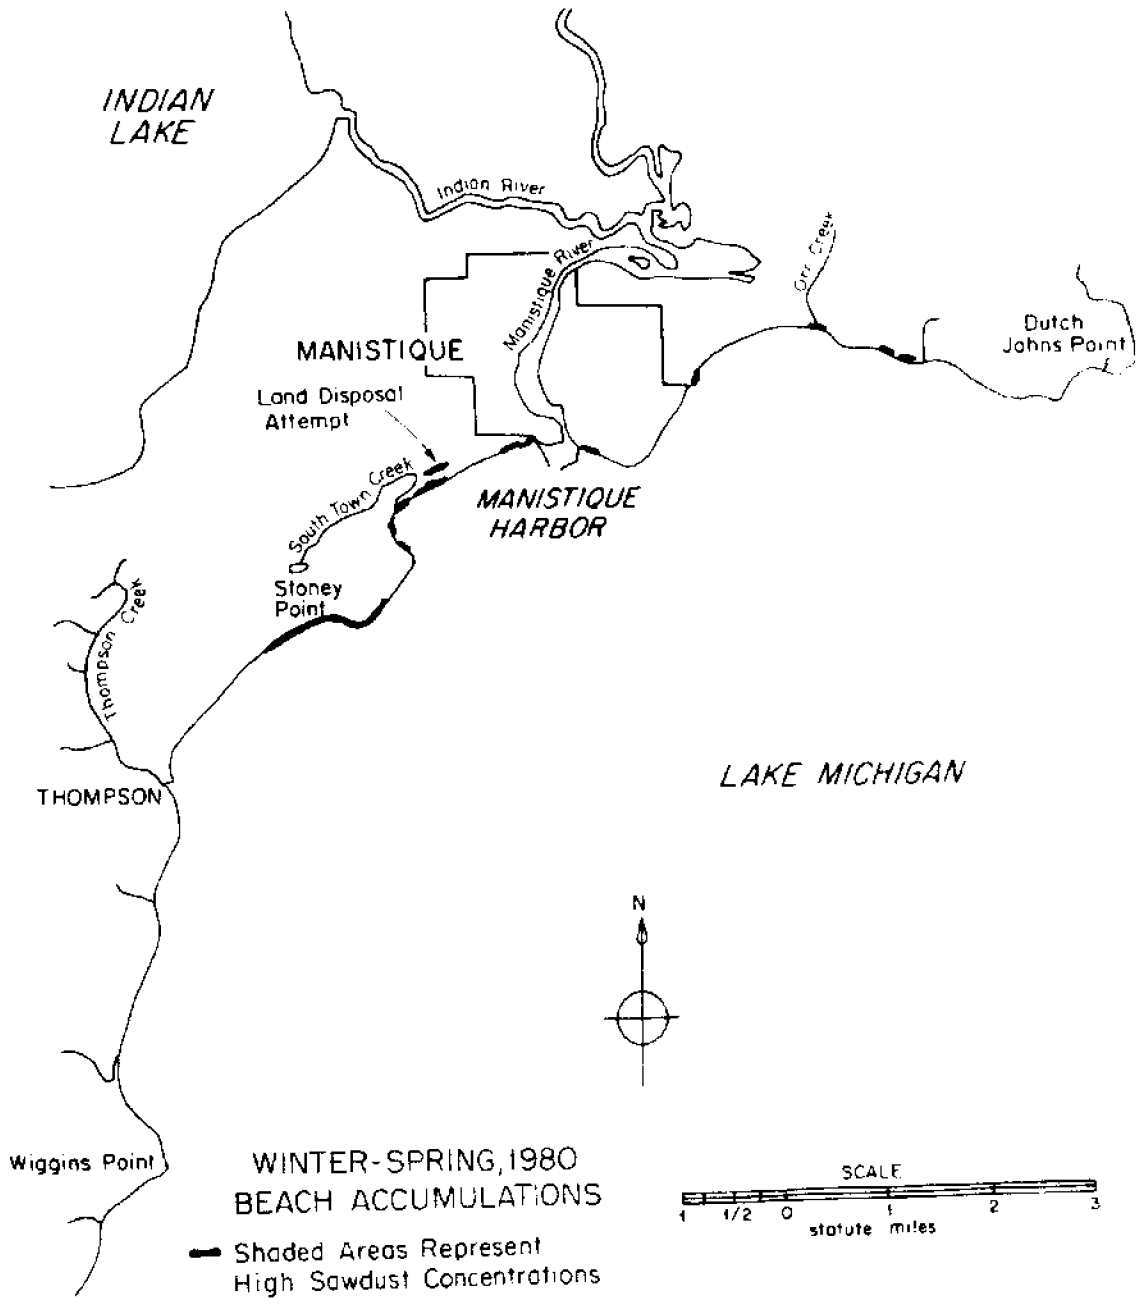 INDIAN
LAKE
Indian River
Manistique River
Orr Creek
Dutch
Johns Point
MANISTIQUE
Land Disposal
Attempt
South Town Creek
MANISTIQUE
HARBOR
Stoney
Point
Thompson Creek
THOMPSON
LAKE MICHIGAN
N
Wiggins Point
WINTER-SPRING, 1980
BEACH ACCUMULATIONS
Shaded Areas Represent
High Sawdust Concentrations
SCALE
1 1/2 0 1 2 3
statute miles